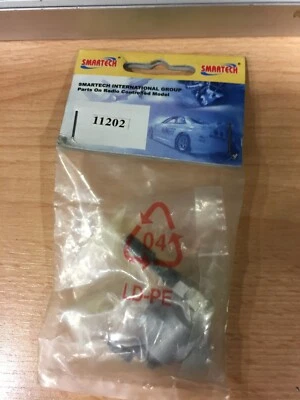 SMARTECH
SMARTECH
SMARTECH INTERNATIONAL GROUP
Parts On Radio Controlled Model
11202
04
LD-PE